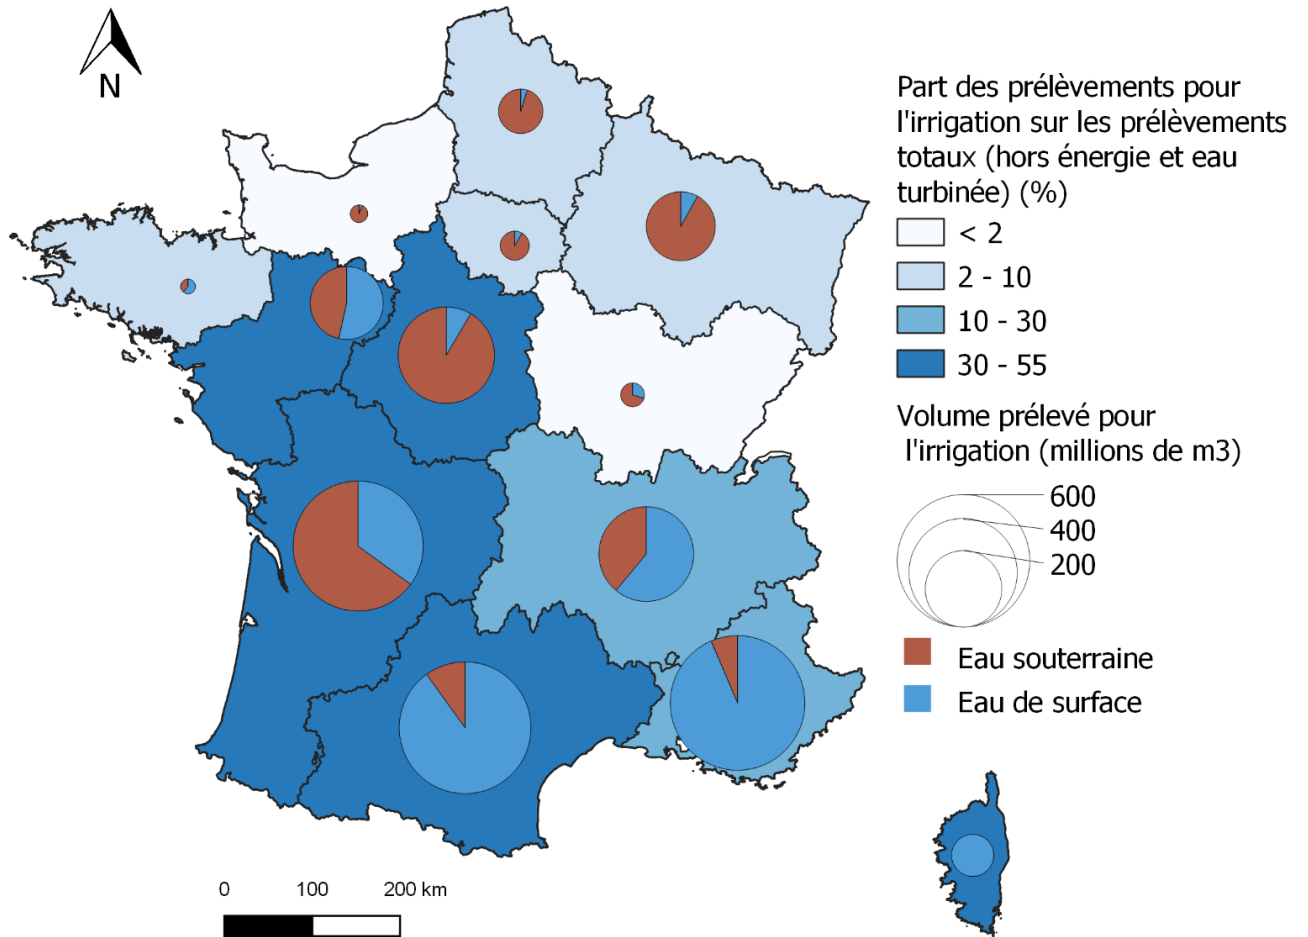 N
Part des prélèvements pour
l'irrigation sur les prélèvements
totaux (hors énergie et eau
turbinée) (%)
< 2
2 - 10
10 - 30
30 - 55
Volume prélevé pour
l'irrigation (millions de m3)
600
400
200
Eau souterraine
Eau de surface
0 100 200 km